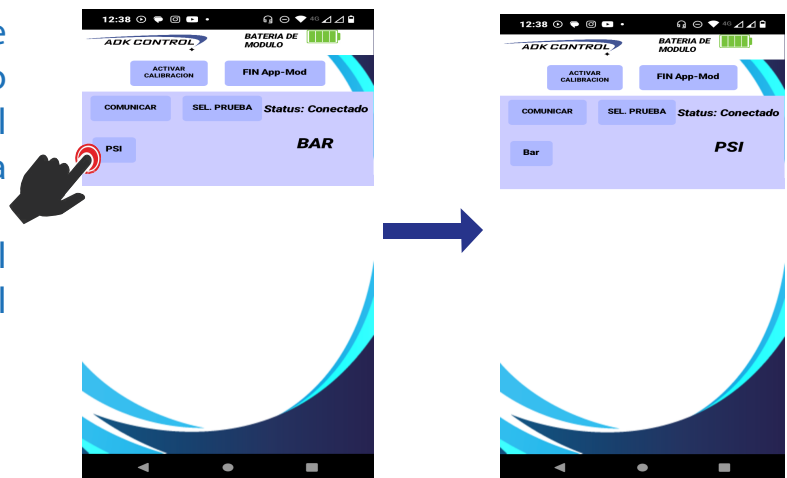 e
o
l
a
l
l
12:38
4G
ADK CONTROL
BATERIA DE
MODULO
ACTIVAR
CALIBRACION
FIN App-Mod
COMUNICAR
SEL. PRUEBA
Status: Conectado
PSI
BAR
12:38
4G
ADK CONTROL
BATERIA DE
MODULO
ACTIVAR
CALIBRACION
FIN App-Mod
COMUNICAR
SEL. PRUEBA
Status: Conectado
Bar
PSI